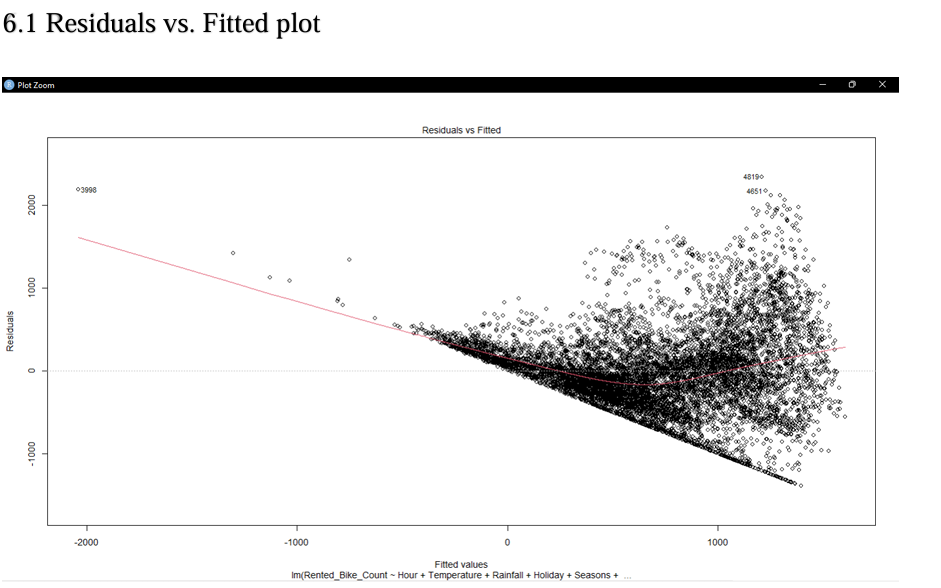 6.1 Residuals vs. Fitted plot
Plot Zoom
Residuals vs Fitted
3998
4819
4651
2000
1000
0
-1000
Residuals
-2000
-1000
0
1000
Fitted values
lm(Rented_Bike_Count ~ Hour + Temperature + Rainfall + Holiday + Seasons + ...